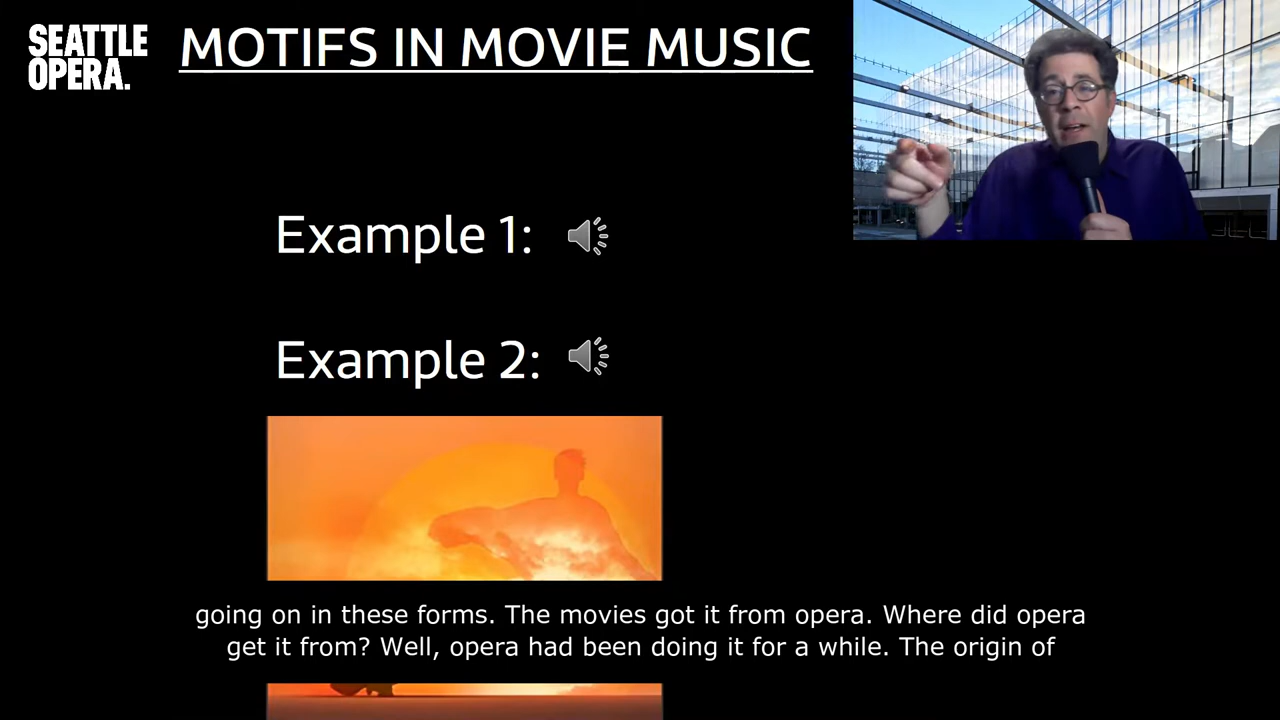 SEATTLE
OPERA.
MOTIFS IN MOVIE MUSIC
Example 1:
Example 2:
going on in these forms. The movies got it from opera. Where did opera
get it from? Well, opera had been doing it for a while. The origin of